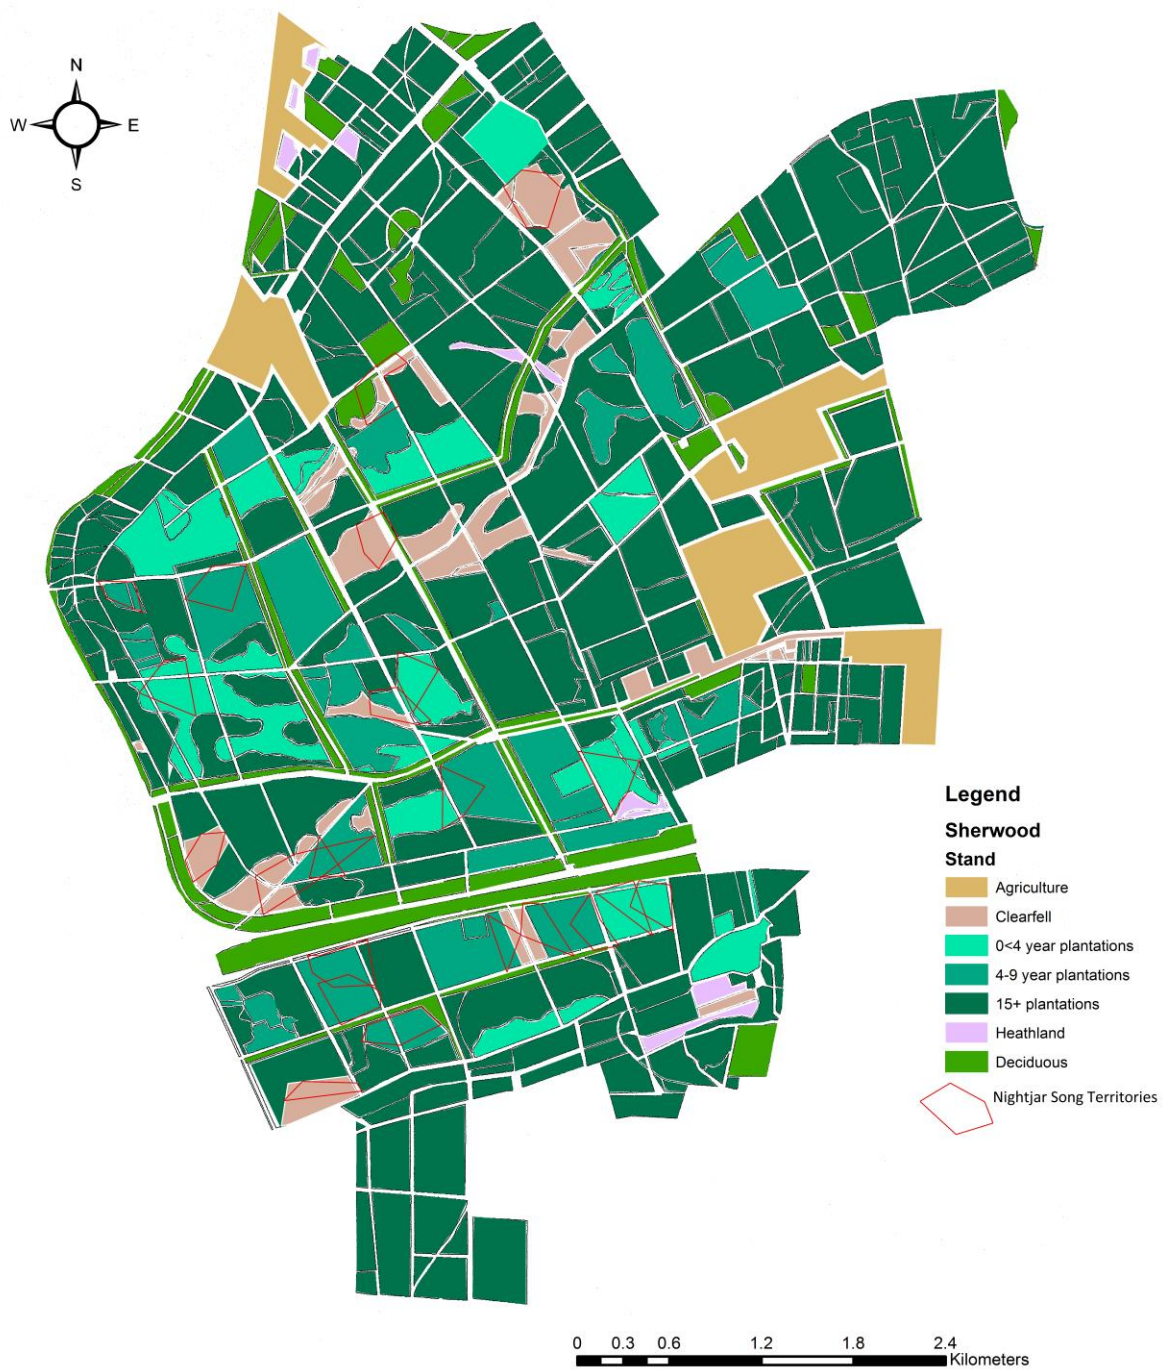 N
W E
S
Legend
Sherwood
Stand
Agriculture
Clearfell
0<4 year plantations
4-9 year plantations
15+ plantations
Heathland
Deciduous
Nightjar Song Territories
0 0.3 0.6 1.2 1.8 2.4
Kilometers